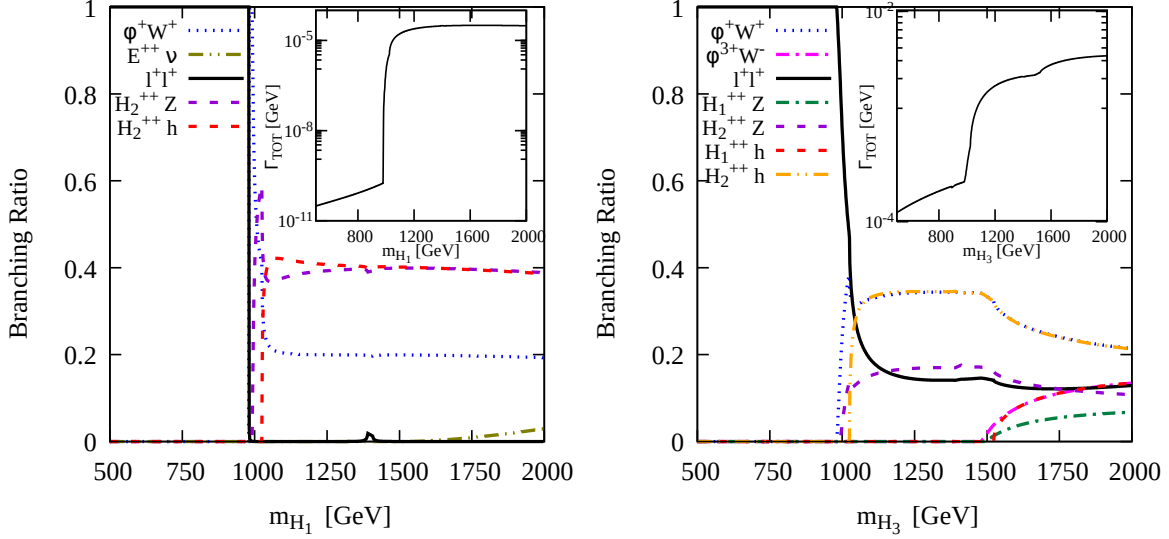 φ⁺W⁺
E⁺⁺ ν
l⁺l⁺
H₂⁺⁺ Z
H₂⁺⁺ h
Branching Ratio
1
0.8
0.6
0.4
0.2
0
500 750 1000 1250 1500 1750 2000
m_H₁ [GeV]
Γ_TOT [GeV]
10⁻⁵
10⁻⁸
10⁻¹¹
800 1200 1600 2000
m_H₁ [GeV]
φ⁺W⁺
φ³⁺W⁻
l⁺l⁺
H₁⁺⁺ Z
H₂⁺⁺ Z
H₁⁺⁺ h
H₂⁺⁺ h
Branching Ratio
1
0.8
0.6
0.4
0.2
0
500 750 1000 1250 1500 1750 2000
m_H₃ [GeV]
Γ_TOT [GeV]
10⁻²
10⁻⁴
800 1200 1600 2000
m_H₃ [GeV]